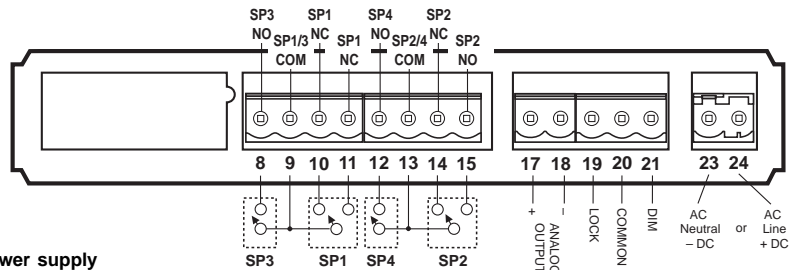 SP3 NO
SP1/3 COM
SP1 NC
SP1 NC
SP4 NO
SP2/4 COM
SP2 NC
SP2 NO
8 9 10 11 12 13 14 15 17 18 19 20 21 23 24
+
– ANALOG OUTPUT
LOCK
COMMON
DIM
AC Neutral – DC
or
AC Line + DC
SP3 SP1 SP4 SP2
wer supply